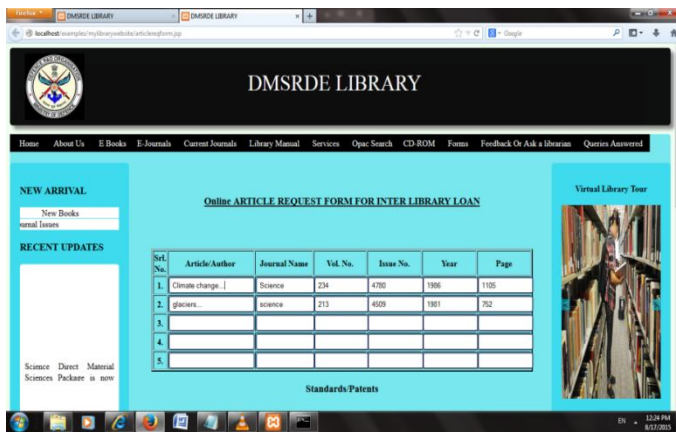 Firefox
DMSRDE LIBRARY
DMSRDE LIBRARY
localhost/examples/mylibrarywebsite/articlereqform.jsp
Google
DMSRDE LIBRARY
Home About Us E Books E-Journals Current Journals Library Manual Services Opac Search CD-ROM Forms Feedback Or Ask a librarian Queries Answered
NEW ARRIVAL
New Books
ournal Issues
RECENT UPDATES
Science Direct Material
Sciences Package is now
Online ARTICLE REQUEST FORM FOR INTER LIBRARY LOAN
Srl. No. Article/Author Journal Name Vol. No. Issue No. Year Page
1. Climate change... Science 234 4780 1986 1105
2. glaciers... science 213 4509 1981 752
3.
4.
5.
Standards/Patents
Virtual Library Tour
EN
12:24 PM
8/17/2015